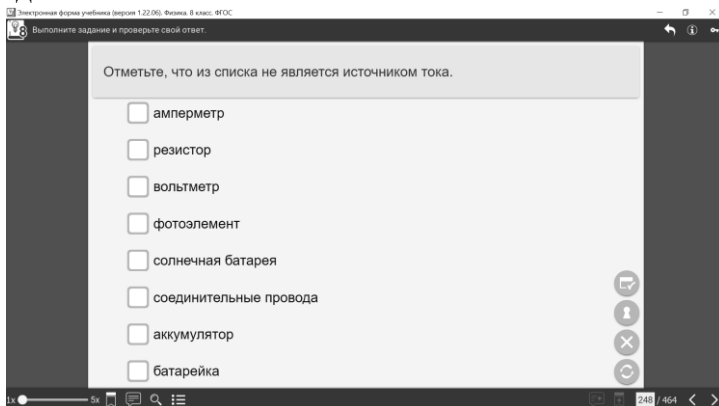 Электронная форма учебника (версия 1.22.06). Физика. 8 класс. ФГОС
8 Выполните задание и проверьте свой ответ.
Отметьте, что из списка не является источником тока.
амперметр
резистор
вольтметр
фотоэлемент
солнечная батарея
соединительные провода
аккумулятор
батарейка
1x 5x 248 / 464